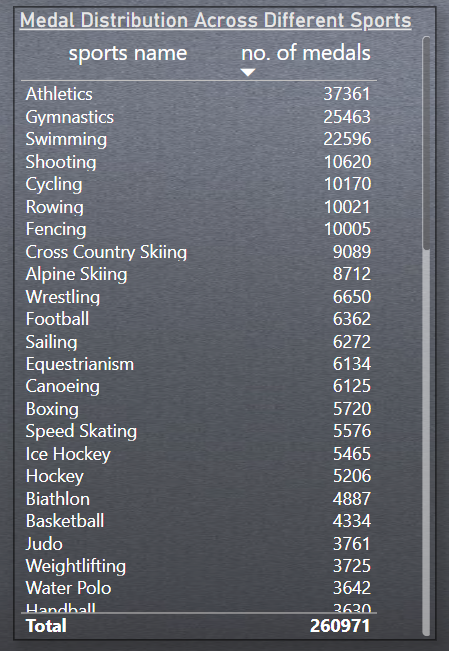 Medal Distribution Across Different Sports
sports name no. of medals
Athletics 37361
Gymnastics 25463
Swimming 22596
Shooting 10620
Cycling 10170
Rowing 10021
Fencing 10005
Cross Country Skiing 9089
Alpine Skiing 8712
Wrestling 6650
Football 6362
Sailing 6272
Equestrianism 6134
Canoeing 6125
Boxing 5720
Speed Skating 5576
Ice Hockey 5465
Hockey 5206
Biathlon 4887
Basketball 4334
Judo 3761
Weightlifting 3725
Water Polo 3642
Handball 3630
Total 260971